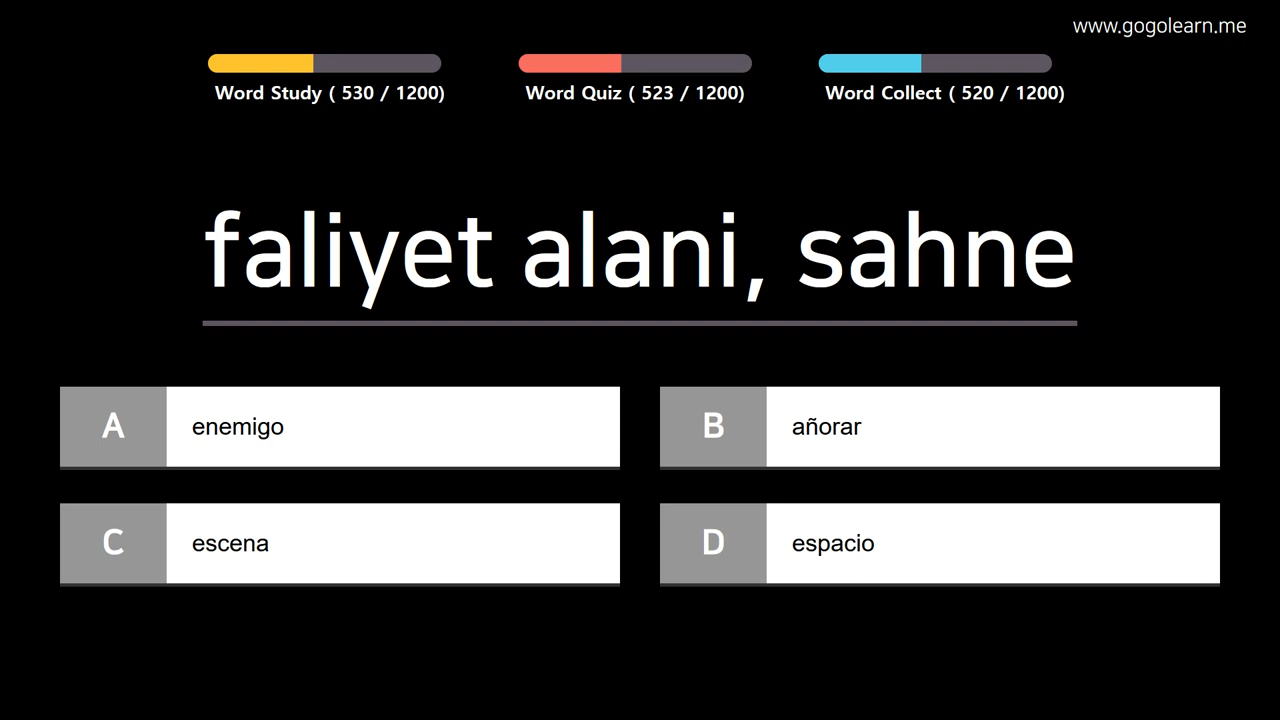 www.gogolearn.me
Word Study ( 530 / 1200)
Word Quiz ( 523 / 1200)
Word Collect ( 520 / 1200)
faliyet alani, sahne
A enemigo
B añorar
C escena
D espacio